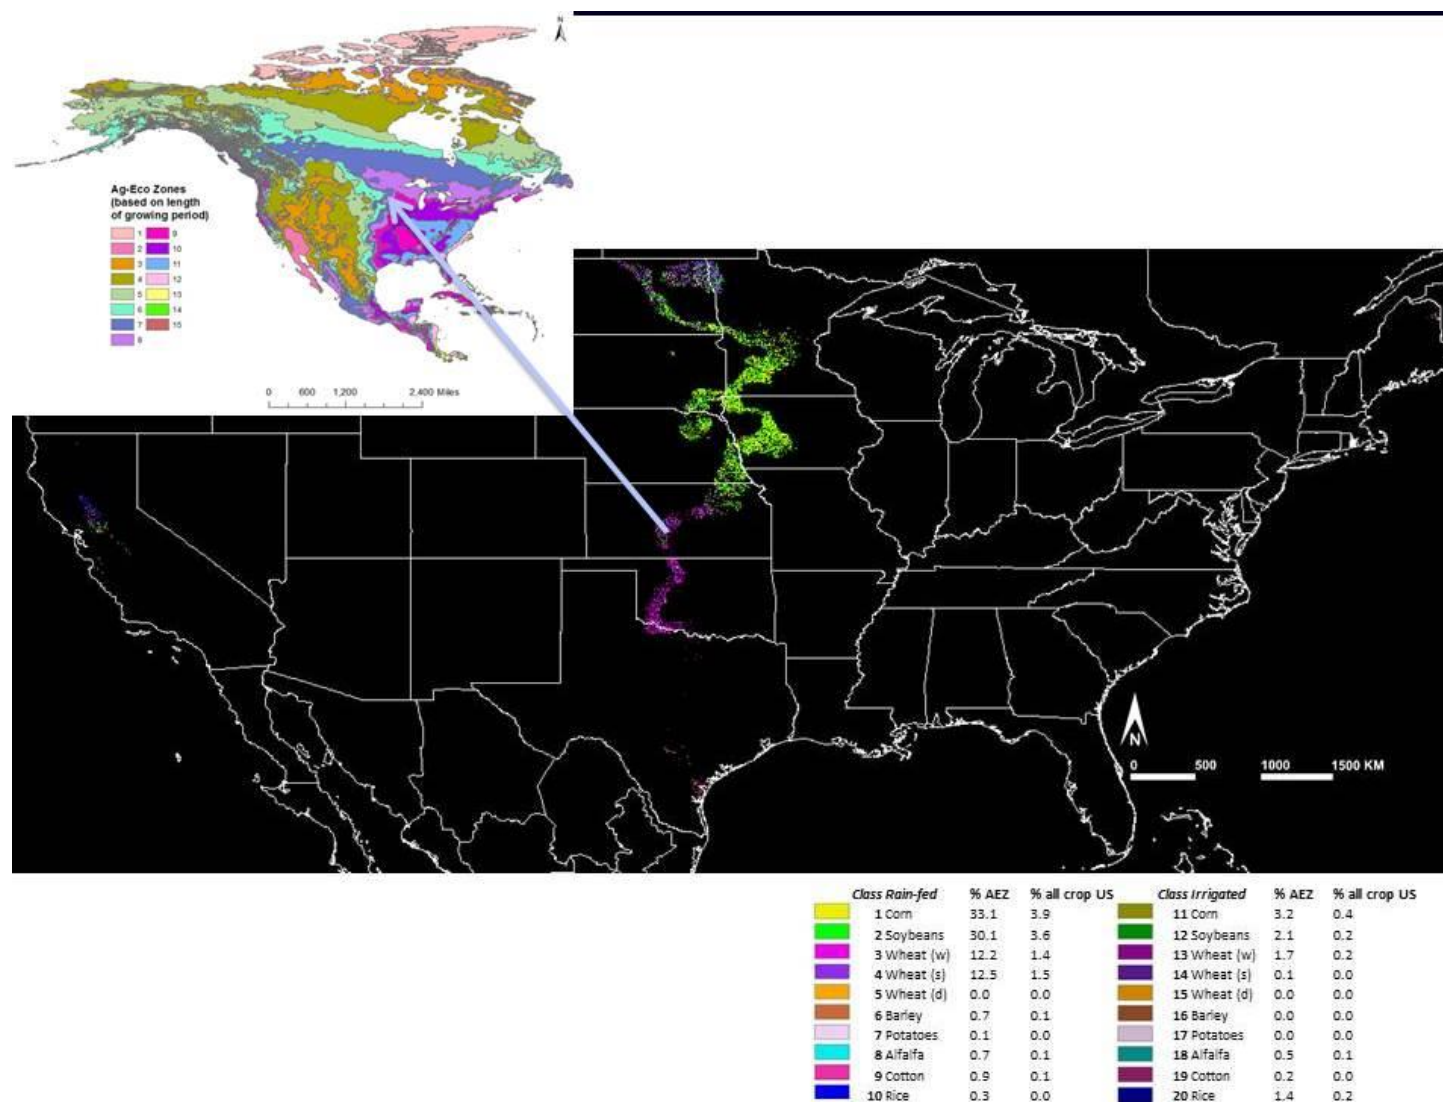 N
Ag-Eco Zones
(based on length
of growing period)
1 9
2 10
3 11
4 12
5 13
6 14
7 15
8
0 600 1,200 2,400 Miles
N
0 500 1000 1500 KM
Class Rain-fed % AEZ % all crop US Class Irrigated % AEZ % all crop US
1 Corn 33.1 3.9 11 Corn 3.2 0.4
2 Soybeans 30.1 3.6 12 Soybeans 2.1 0.2
3 Wheat (w) 12.2 1.4 13 Wheat (w) 1.7 0.2
4 Wheat (s) 12.5 1.5 14 Wheat (s) 0.1 0.0
5 Wheat (d) 0.0 0.0 15 Wheat (d) 0.0 0.0
6 Barley 0.7 0.1 16 Barley 0.0 0.0
7 Potatoes 0.1 0.0 17 Potatoes 0.0 0.0
8 Alfalfa 0.7 0.1 18 Alfalfa 0.5 0.1
9 Cotton 0.9 0.1 19 Cotton 0.2 0.0
10 Rice 0.3 0.0 20 Rice 1.4 0.2